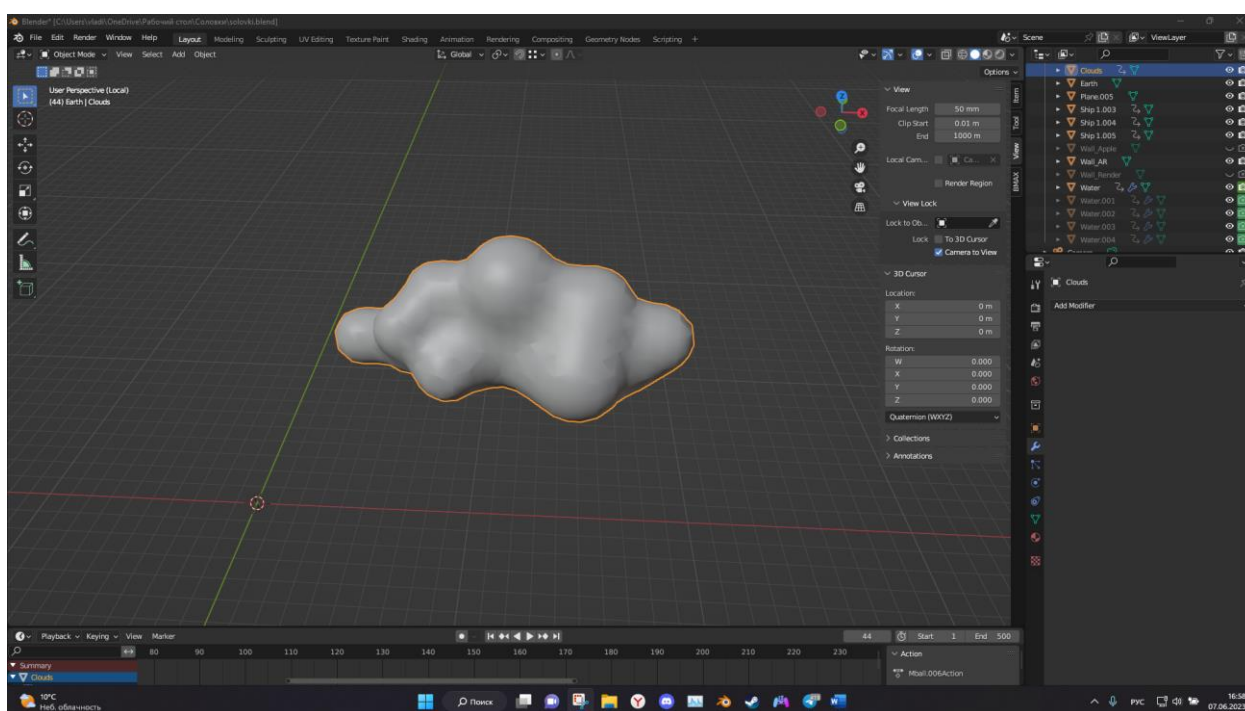 Blender* [C:\Users\vladi\OneDrive\Рабочий стол\Соловки\solovki.blend]
File Edit Render Window Help Layout Modeling Sculpting UV Editing Texture Paint Shading Animation Rendering Compositing Geometry Nodes Scripting + Scene ViewLayer
Object Mode View Select Add Object Global
Options
User Perspective (Local)
(44) Earth | Clouds
Z
X
View
Focal Length 50 mm
Clip Start 0.01 m
End 1000 m
Local Cam... Ca...
Render Region
View Lock
Lock to Ob...
Lock To 3D Cursor
Camera to View
3D Cursor
Location:
X 0 m
Y 0 m
Z 0 m
Rotation:
W 0.000
X 0.000
Y 0.000
Z 0.000
Quaternion (WXYZ)
Collections
Annotations
Item
Tool
View
BMAX
Clouds
Earth
Plane.005
Ship 1.003
Ship 1.004
Ship 1.005
Wall_Apple
Wall_AR
Wall_Render
Water
Water.001
Water.002
Water.003
Water.004
Clouds
Add Modifier
Playback Keying View Marker 44 Start 1 End 500
80 90 100 110 120 130 140 150 160 170 180 190 200 210 220 230
Summary
Clouds
Action
Mball.006Action
10°C
Неб. облачность
Поиск
РУС
16:58
07.06.2023